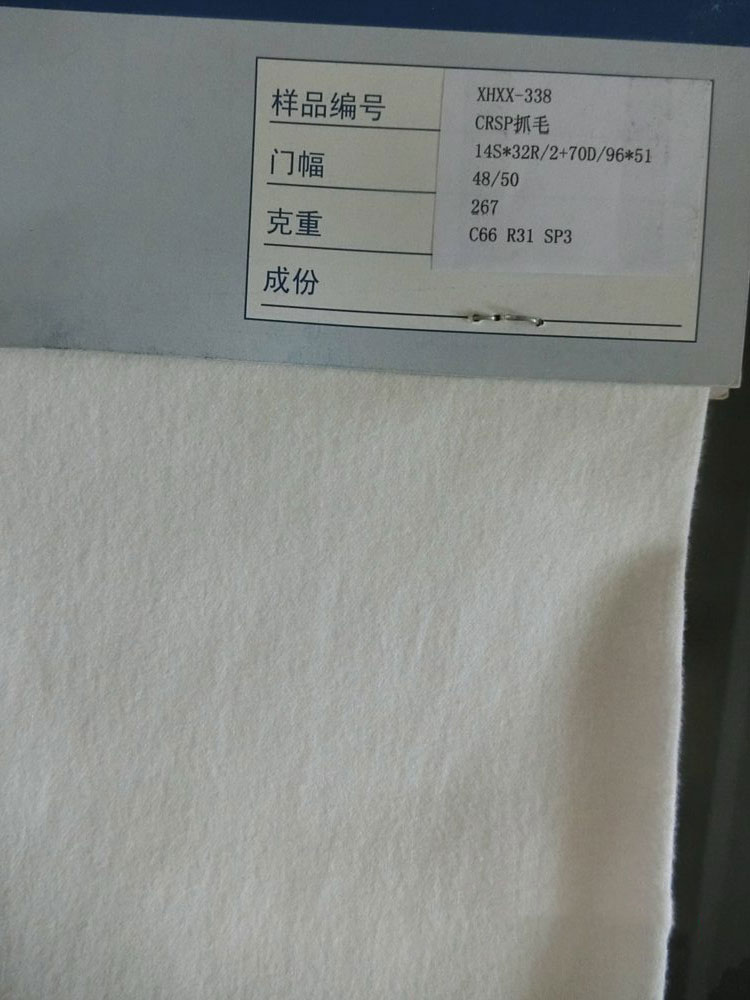 样品编号
XHXX-338
CRSP抓毛
门幅
14S*32R/2+70D/96*51
48/50
克重
267
C66 R31 SP3
成份